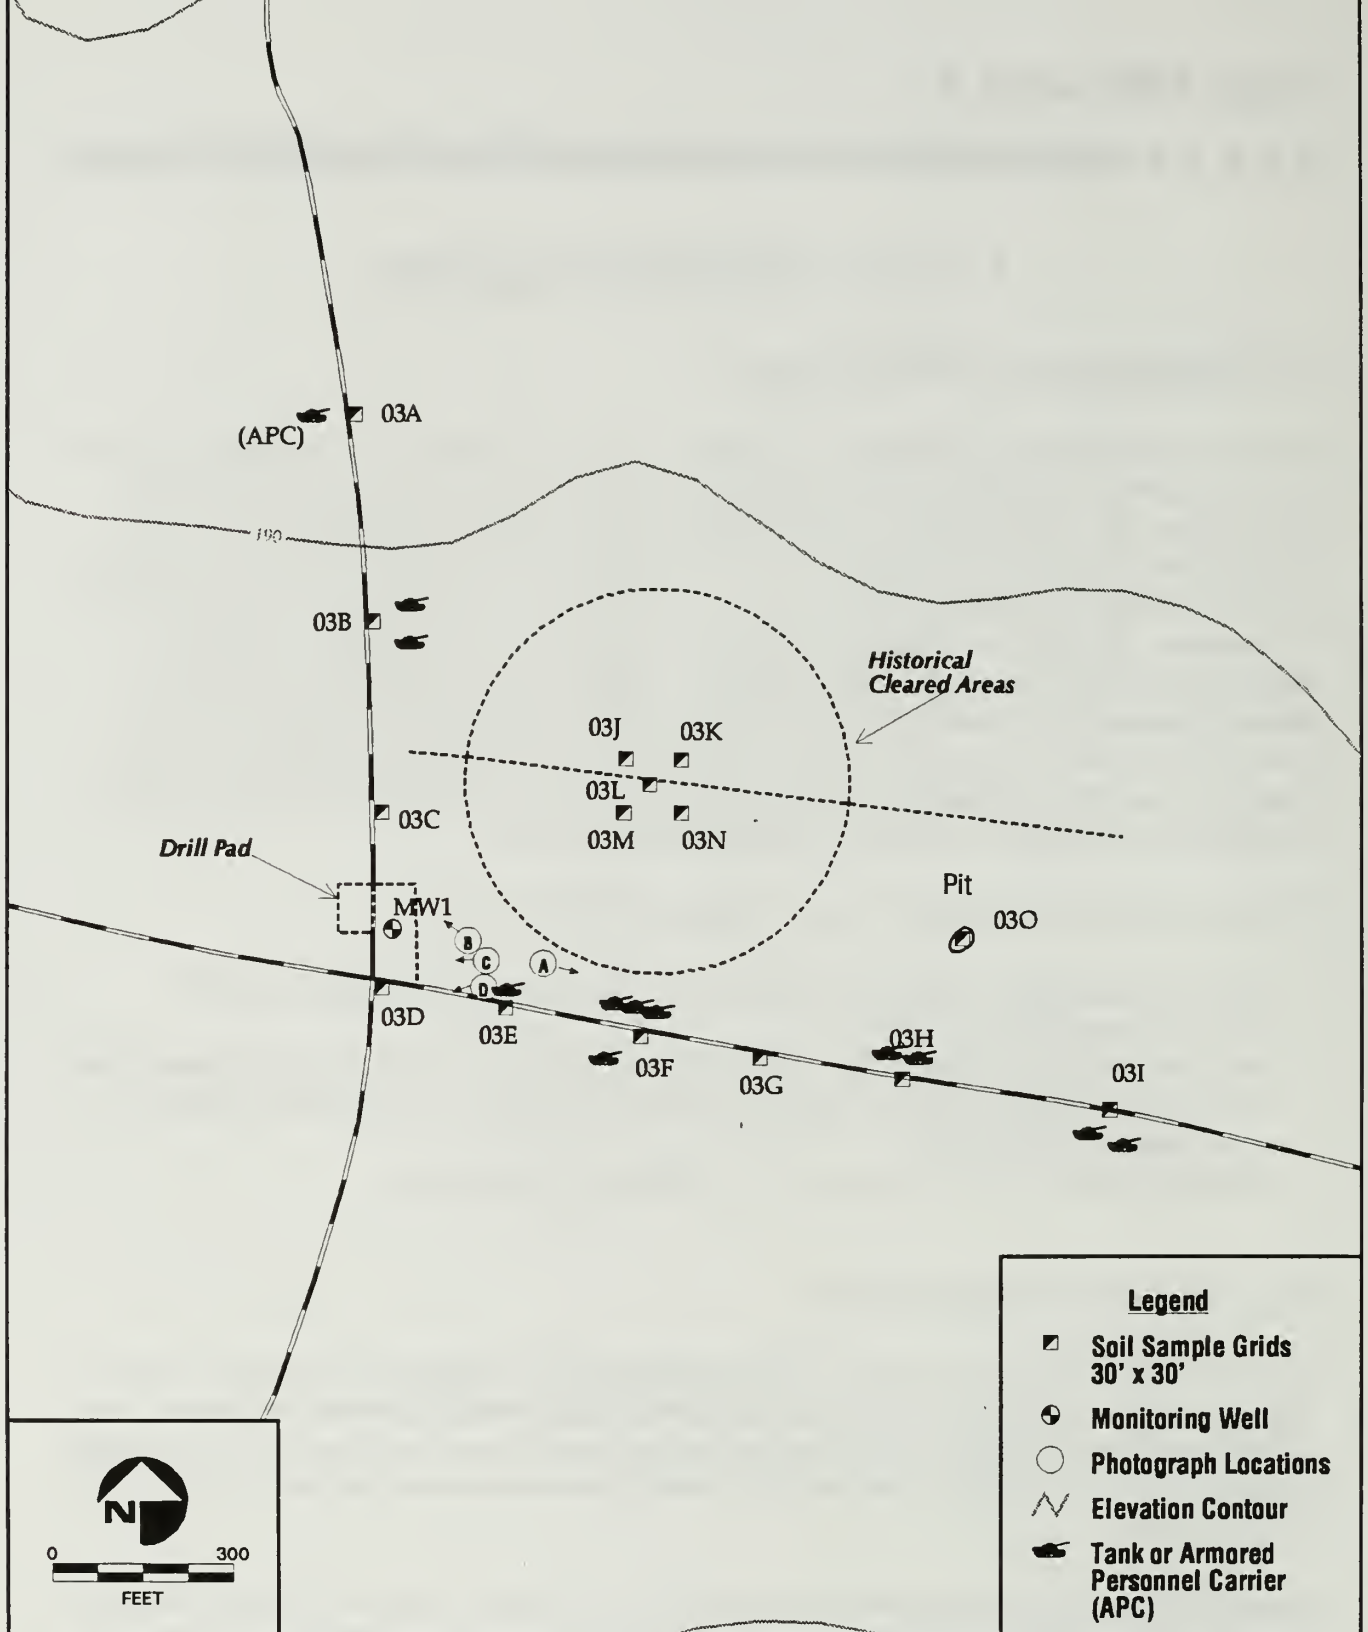 03A
(APC)
190
03B
Historical
Cleared Areas
03J
03K
03L
03C
03M
03N
Drill Pad
Pit
MW1
03O
B
C
A
D
03D
03E
03H
03F
03G
03I
Legend
Soil Sample Grids
30' x 30'
Monitoring Well
Photograph Locations
N Elevation Contour
Tank or Armored
Personnel Carrier
(APC)
N
0 300
FEET